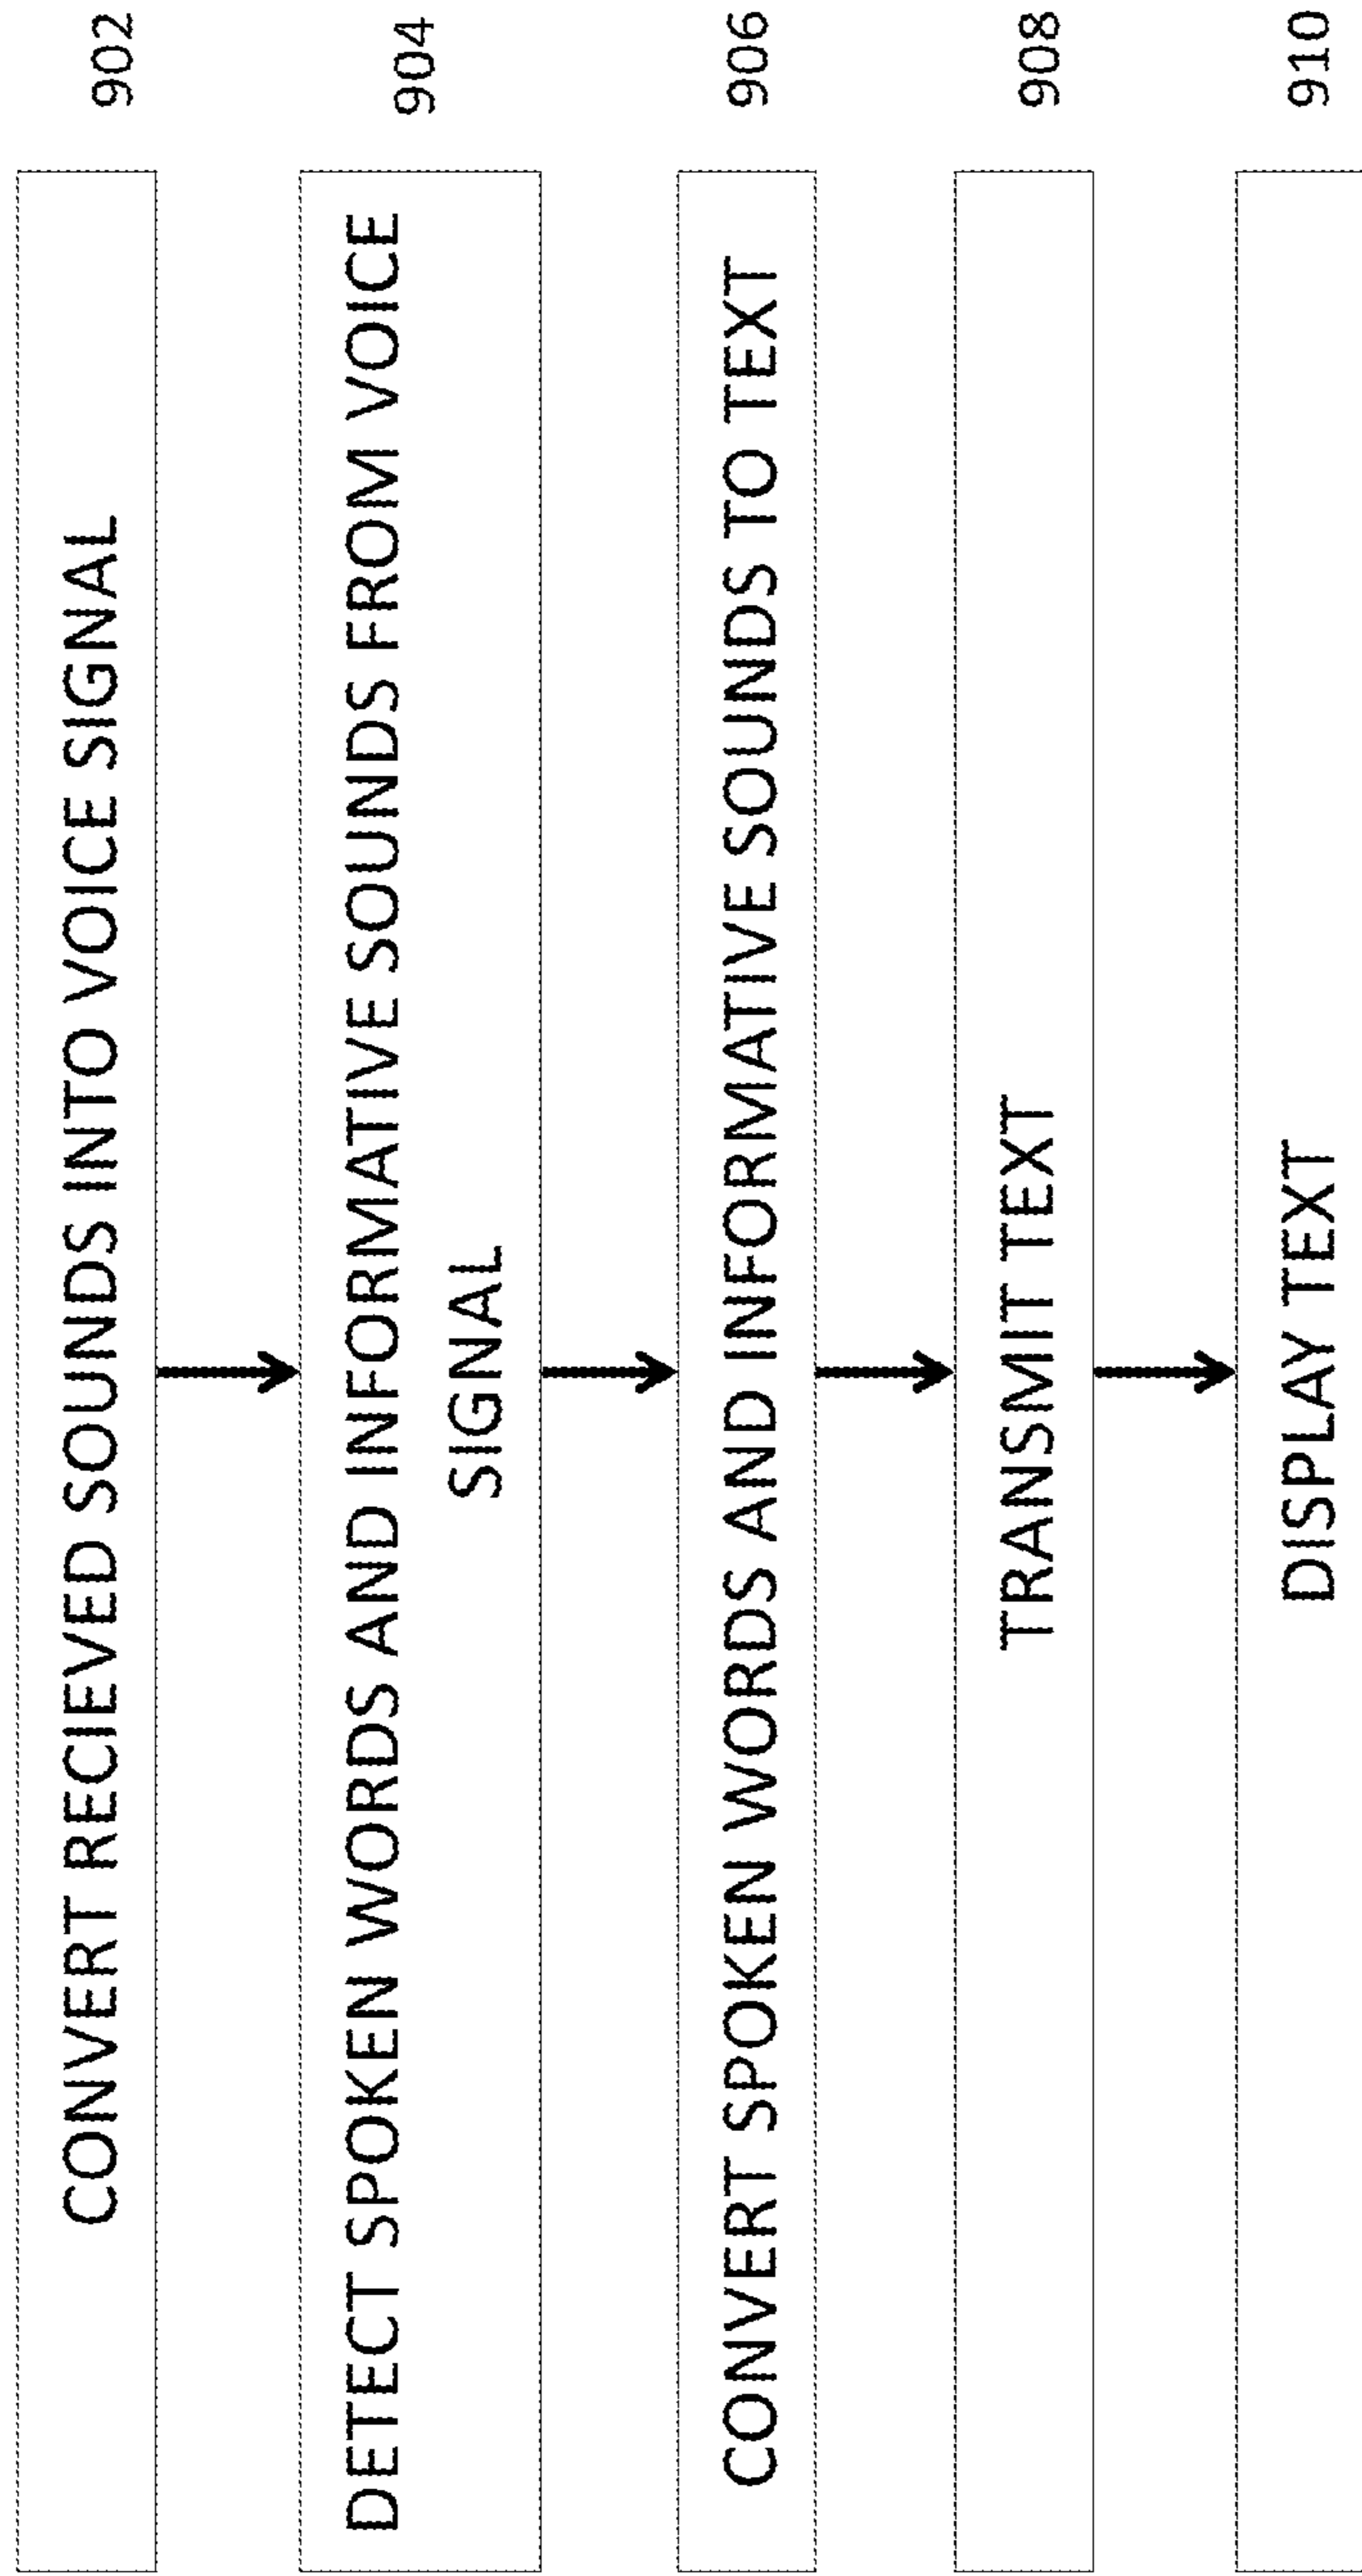 CONVERT RECIEVED SOUNDS INTO VOICE SIGNAL
902
DETECT SPOKEN WORDS AND INFORMATIVE SOUNDS FROM VOICE
SIGNAL
904
CONVERT SPOKEN WORDS AND INFORMATIVE SOUNDS TO TEXT
906
TRANSMIT TEXT
908
DISPLAY TEXT
910